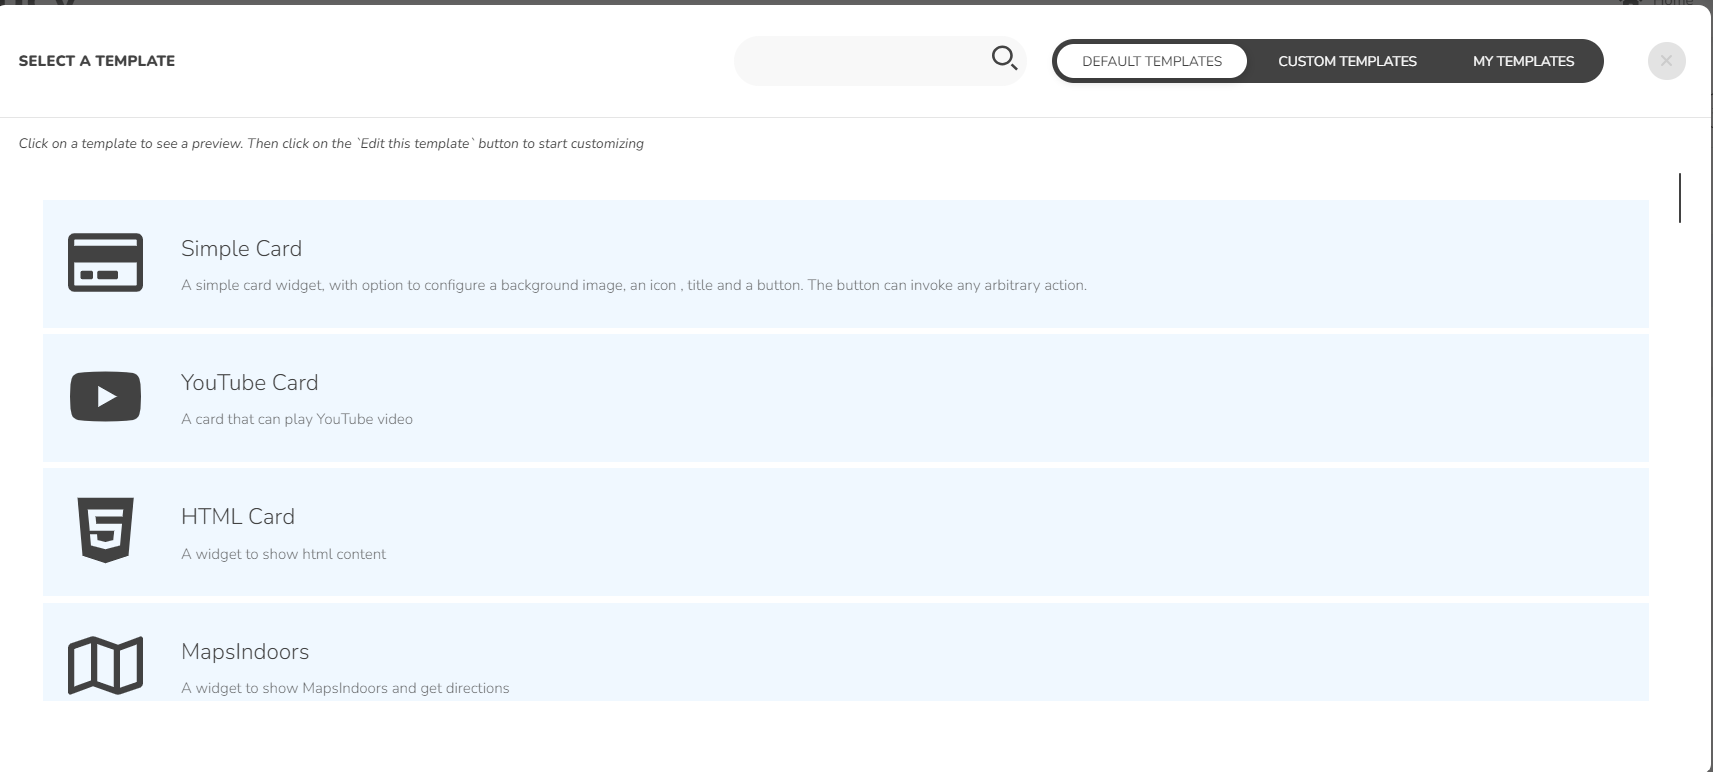 Home
SELECT A TEMPLATE
DEFAULT TEMPLATES
CUSTOM TEMPLATES
MY TEMPLATES
Click on a template to see a preview. Then click on the `Edit this template` button to start customizing
Simple Card
A simple card widget, with option to configure a background image, an icon , title and a button. The button can invoke any arbitrary action.
YouTube Card
A card that can play YouTube video
HTML Card
A widget to show html content
MapsIndoors
A widget to show MapsIndoors and get directions